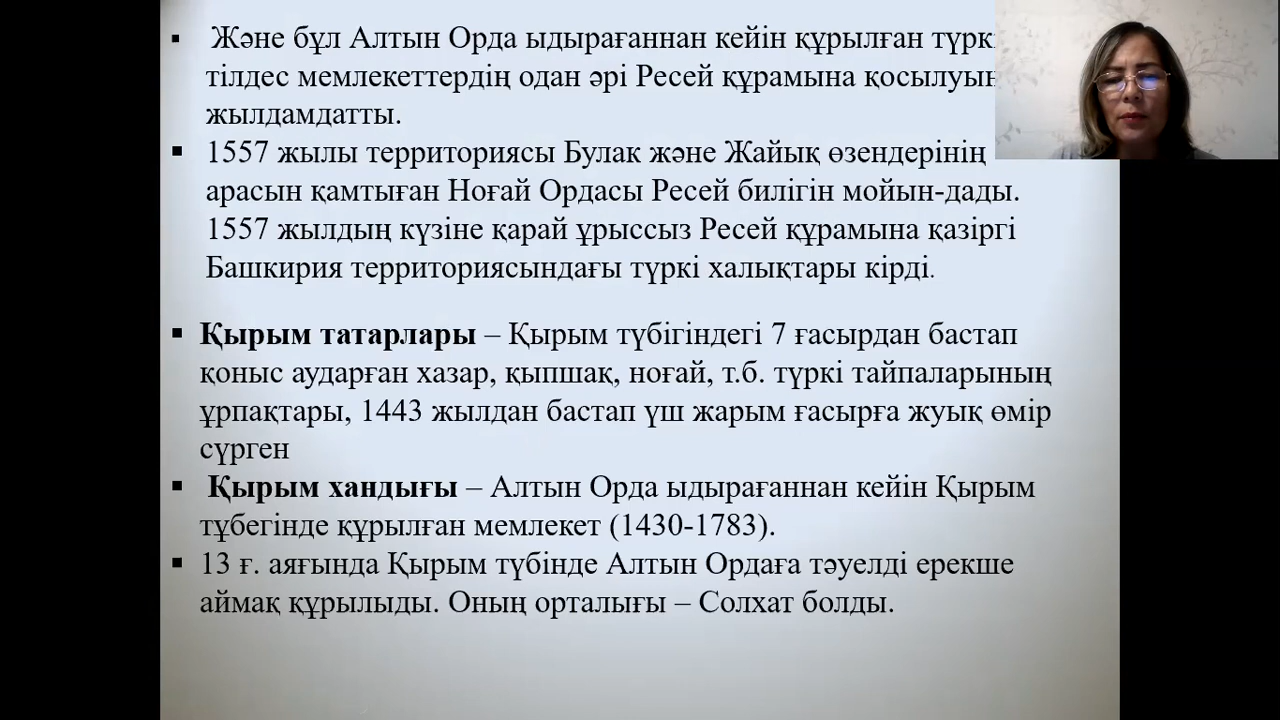 ▪ Және бұл Алтын Орда ыдырағаннан кейін құрылған
тілдес мемлекеттердің одан әрі Ресей құрамына
жылдамдатты.
▪ 1557 жылы территориясы Булак және Жайық өзендерінің
арасын қамтыған Ноғай Ордасы Ресей билігін мойын-дады.
1557 жылдың күзіне қарай ұрыссыз Ресей құрамына қазіргі
Башкирия территориясындағы түркі халықтары кірді.
▪ Қырым татарлары – Қырым түбігіндегі 7 ғасырдан бастап
қоныс аударған хазар, қыпшақ, ноғай, т.б. түркі тайпаларының
ұрпақтары, 1443 жылдан бастап үш жарым ғасырға жуық өмір
сүрген
▪ Қырым хандығы – Алтын Орда ыдырағаннан кейін Қырым
тұбегінде құрылған мемлекет (1430-1783).
▪ 13 ғ. аяғында Қырым түбінде Алтын Ордаға тәуелді ерекше
аймақ құрылыды. Оның орталығы – Солхат болды.